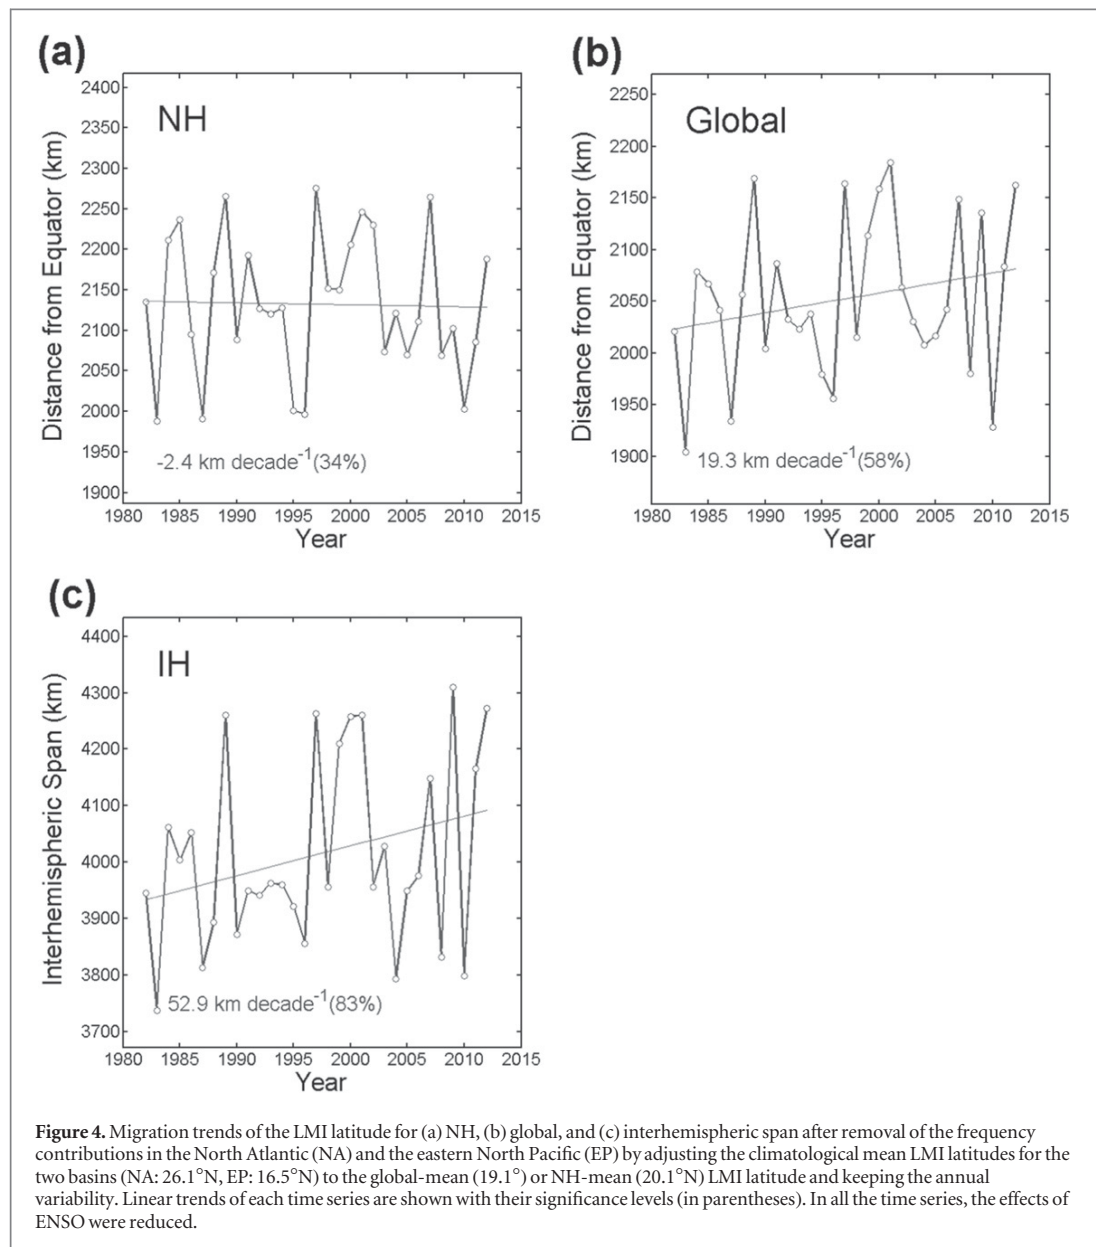 (a)
NH
Distance from Equator (km)
2400
2350
2300
2250
2200
2150
2100
2050
2000
1950
1900
-2.4 km decade⁻¹(34%)
1980 1985 1990 1995 2000 2005 2010 2015
Year
(b)
Global
Distance from Equator (km)
2250
2200
2150
2100
2050
2000
1950
1900
19.3 km decade⁻¹(58%)
1980 1985 1990 1995 2000 2005 2010 2015
Year
(c)
IH
Interhemispheric Span (km)
4400
4300
4200
4100
4000
3900
3800
3700
52.9 km decade⁻¹(83%)
1980 1985 1990 1995 2000 2005 2010 2015
Year
Figure 4. Migration trends of the LMI latitude for (a) NH, (b) global, and (c) interhemispheric span after removal of the frequency
contributions in the North Atlantic (NA) and the eastern North Pacific (EP) by adjusting the climatological mean LMI latitudes for the
two basins (NA: 26.1°N, EP: 16.5°N) to the global-mean (19.1°) or NH-mean (20.1°N) LMI latitude and keeping the annual
variability. Linear trends of each time series are shown with their significance levels (in parentheses). In all the time series, the effects of
ENSO were reduced.